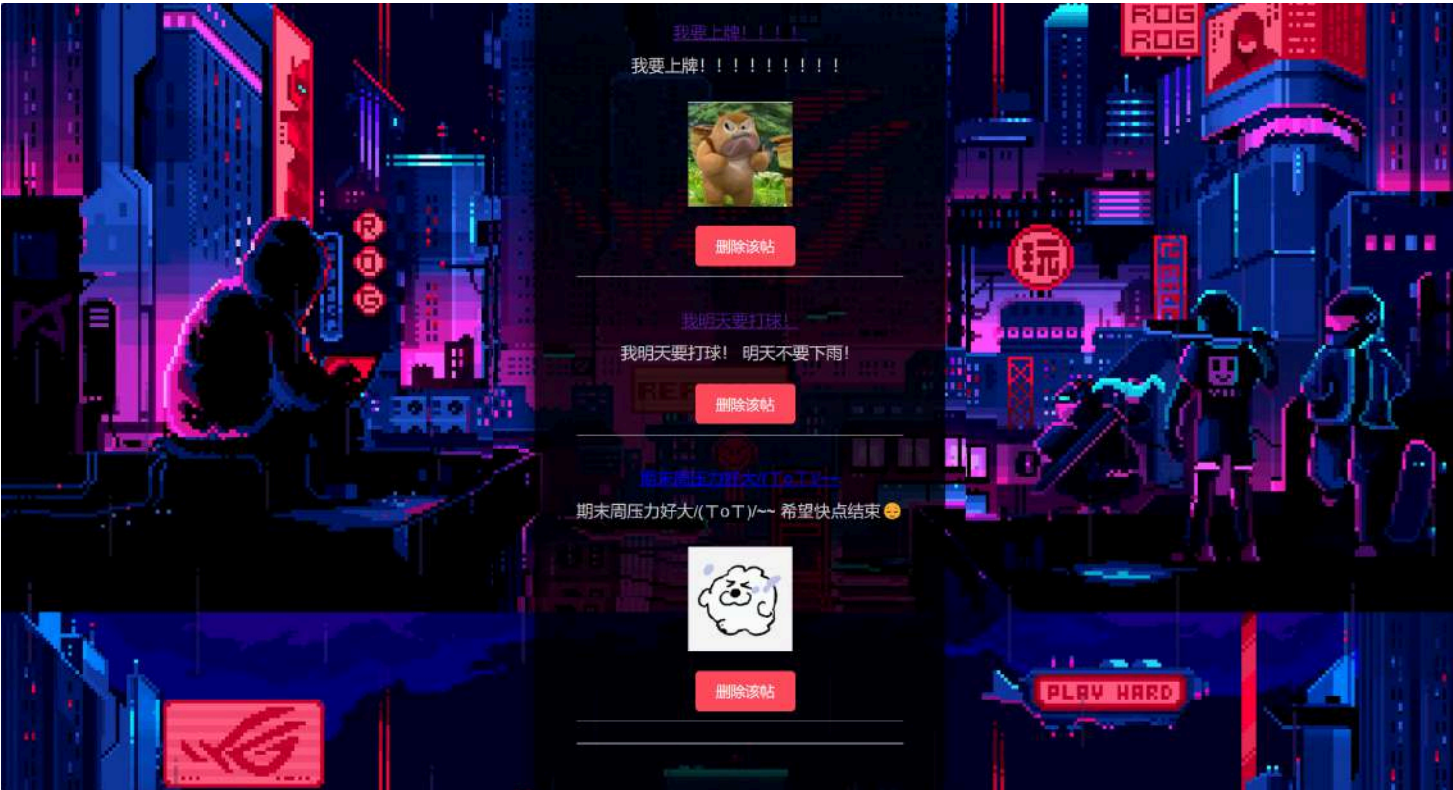 ROG
ROG
我要上牌！！！！
我要上牌！！！！！！！！！
删除该帖
R
O
G
玩
我明天要打球！
我明天要打球！ 明天不要下雨！
删除该帖
期末周压力好大/(ToT)/~~
期末周压力好大/(ToT)/~~ 希望快点结束😔
删除该帖
PLAY HARD